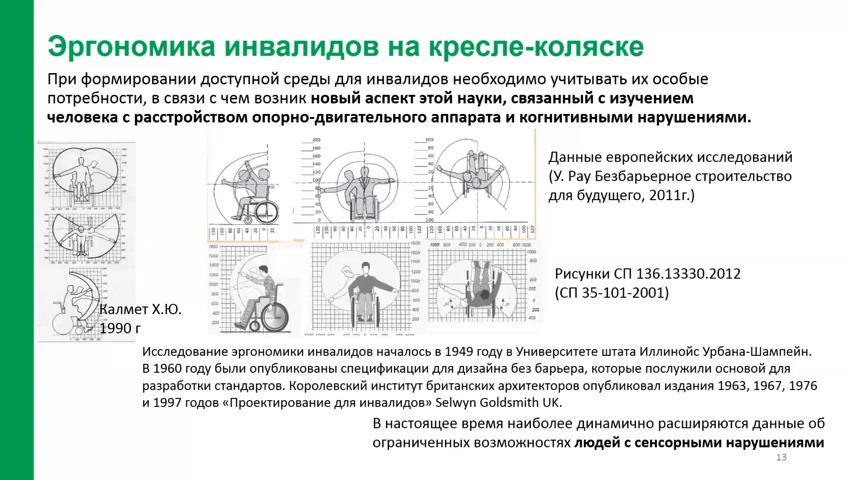 Эргономика инвалидов на кресле-коляске
При формировании доступной среды для инвалидов необходимо учитывать их особые
потребности, в связи с чем возник новый аспект этой науки, связанный с изучением
человека с расстройством опорно-двигательного аппарата и когнитивными нарушениями.
Данные европейских исследований
(У. Рау Безбарьерное строительство
для будущего, 2011г.)
Рисунки СП 136.13330.2012
(СП 35-101-2001)
Калмет Х.Ю.
1990 г
Исследование эргономики инвалидов началось в 1949 году в Университете штата Иллинойс Урбана-Шампейн.
В 1960 году были опубликованы спецификации для дизайна без барьера, которые послужили основой для
разработки стандартов. Королевский институт британских архитекторов опубликовал издания 1963, 1967, 1976
и 1997 годов «Проектирование для инвалидов» Selwyn Goldsmith UK.
В настоящее время наиболее динамично расширяются данные об
ограниченных возможностях людей с сенсорными нарушениями
13